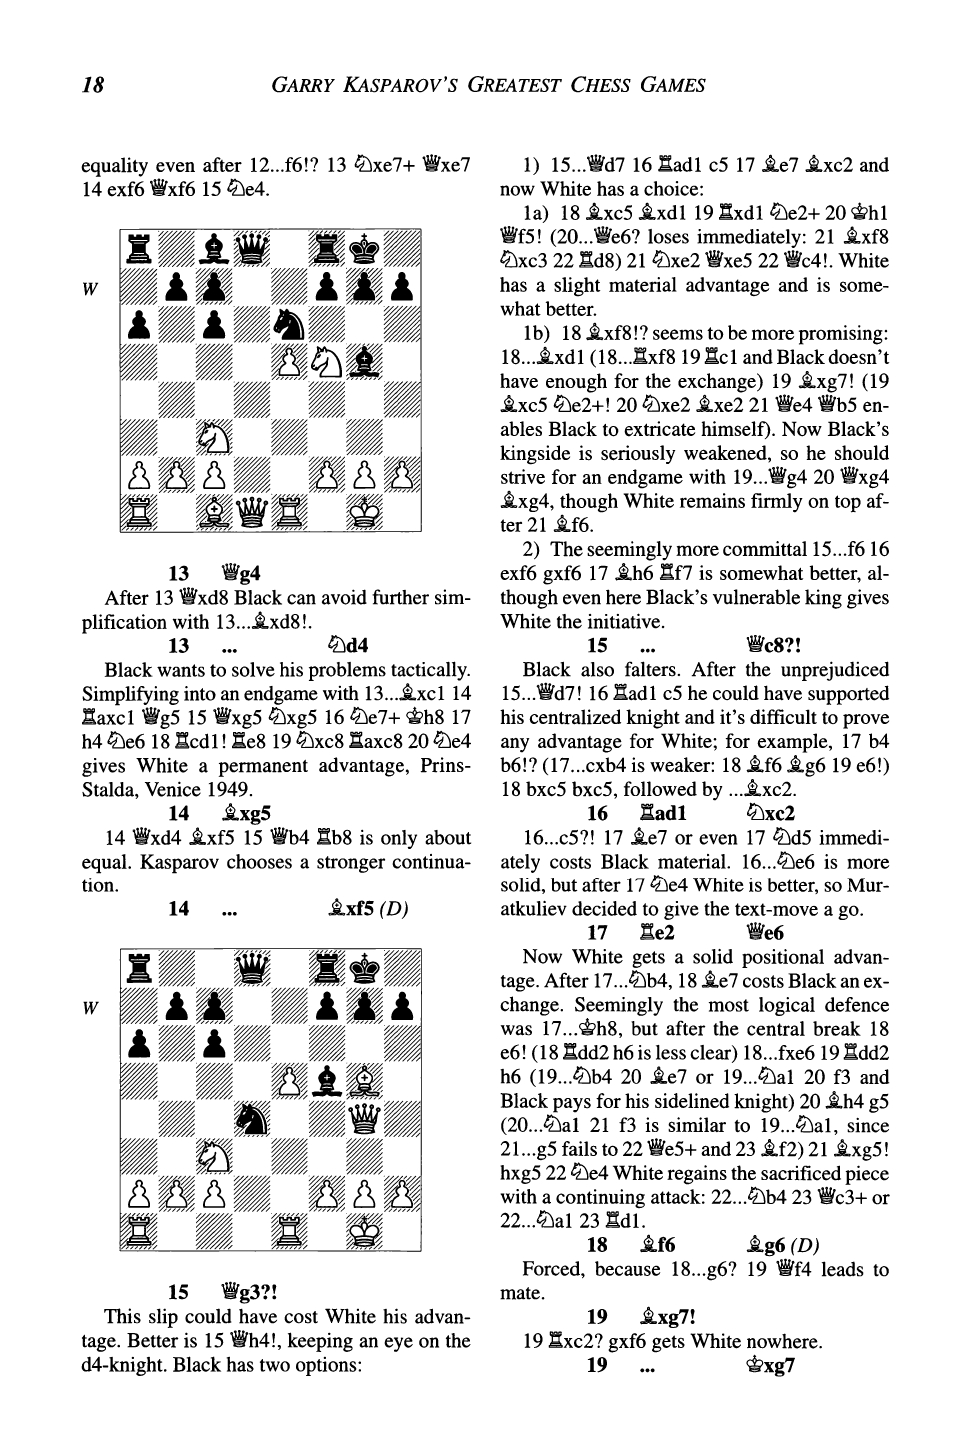 18
GARRY KASPAROV'S GREATEST CHESS GAMES
equality even after 12...f6!? 13 ♘xe7+ ♕xe7
14 exf6 ♕xf6 15 ♘e4.
W
13 ♕g4
After 13 ♕xd8 Black can avoid further sim-
plification with 13...♗xd8!.
13 ... ♘d4
Black wants to solve his problems tactically.
Simplifying into an endgame with 13...♗xc1 14
♖axc1 ♕g5 15 ♕xg5 ♘xg5 16 ♘e7+ ♔h8 17
h4 ♘e6 18 ♖cd1! ♖e8 19 ♘xc8 ♖axc8 20 ♘e4
gives White a permanent advantage, Prins-
Stalda, Venice 1949.
14 ♗xg5
14 ♕xd4 ♗xf5 15 ♕b4 ♖b8 is only about
equal. Kasparov chooses a stronger continua-
tion.
14 ... ♗xf5 (D)
W
15 ♕g3?!
This slip could have cost White his advan-
tage. Better is 15 ♕h4!, keeping an eye on the
d4-knight. Black has two options:
1) 15...♕d7 16 ♖ad1 c5 17 ♗e7 ♗xc2 and
now White has a choice:
1a) 18 ♗xc5 ♗xd1 19 ♖xd1 ♘e2+ 20 ♔h1
♕f5! (20...♕e6? loses immediately: 21 ♗xf8
♘xc3 22 ♖d8) 21 ♘xe2 ♕xe5 22 ♕c4!. White
has a slight material advantage and is some-
what better.
1b) 18 ♗xf8!? seems to be more promising:
18...♗xd1 (18...♖xf8 19 ♖c1 and Black doesn't
have enough for the exchange) 19 ♗xg7! (19
♗xc5 ♘e2+! 20 ♘xe2 ♗xe2 21 ♕e4 ♕b5 en-
ables Black to extricate himself). Now Black's
kingside is seriously weakened, so he should
strive for an endgame with 19...♕g4 20 ♕xg4
♗xg4, though White remains firmly on top af-
ter 21 ♗f6.
2) The seemingly more committal 15...f6 16
exf6 gxf6 17 ♗h6 ♖f7 is somewhat better, al-
though even here Black's vulnerable king gives
White the initiative.
15 ... ♕c8?!
Black also falters. After the unprejudiced
15...♕d7! 16 ♖ad1 c5 he could have supported
his centralized knight and it's difficult to prove
any advantage for White; for example, 17 b4
b6!? (17...cxb4 is weaker: 18 ♗f6 ♗g6 19 e6!)
18 bxc5 bxc5, followed by ...♗xc2.
16 ♖ad1 ♘xc2
16...c5?! 17 ♗e7 or even 17 ♘d5 immedi-
ately costs Black material. 16...♘e6 is more
solid, but after 17 ♘e4 White is better, so Mur-
atkuliev decided to give the text-move a go.
17 ♖e2 ♕e6
Now White gets a solid positional advan-
tage. After 17...♘b4, 18 ♗e7 costs Black an ex-
change. Seemingly the most logical defence
was 17...♔h8, but after the central break 18
e6! (18 ♖dd2 h6 is less clear) 18...fxe6 19 ♖dd2
h6 (19...♘b4 20 ♗e7 or 19...♘a1 20 f3 and
Black pays for his sidelined knight) 20 ♗h4 g5
(20...♘a1 21 f3 is similar to 19...♘a1, since
21...g5 fails to 22 ♕e5+ and 23 ♗f2) 21 ♗xg5!
hxg5 22 ♘e4 White regains the sacrificed piece
with a continuing attack: 22...♘b4 23 ♕c3+ or
22...♘a1 23 ♖d1.
18 ♗f6 ♗g6 (D)
Forced, because 18...g6? 19 ♕f4 leads to
mate.
19 ♗xg7!
19 ♖xc2? gxf6 gets White nowhere.
19 ... ♔xg7